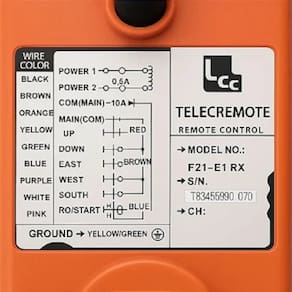 WIRE
COLOR
BLACK
BROWN
ORANGE
YELLOW
GREEN
BLUE
PURPLE
WHITE
PINK
POWER 1
0,6A
POWER 2
COM(MAIN) -10A
MAIN(COM)
UP
RED
DOWN
EAST
BROWN
WEST
SOUTH
RO/START
H
H
BLUE
GROUND → YELLOW/GREEN
LCC
TELECREMOTE
REMOTE CONTROL
→ MODEL NO.:
F21-E1 RX
→ S/N.
T83455990 070
→ CH: